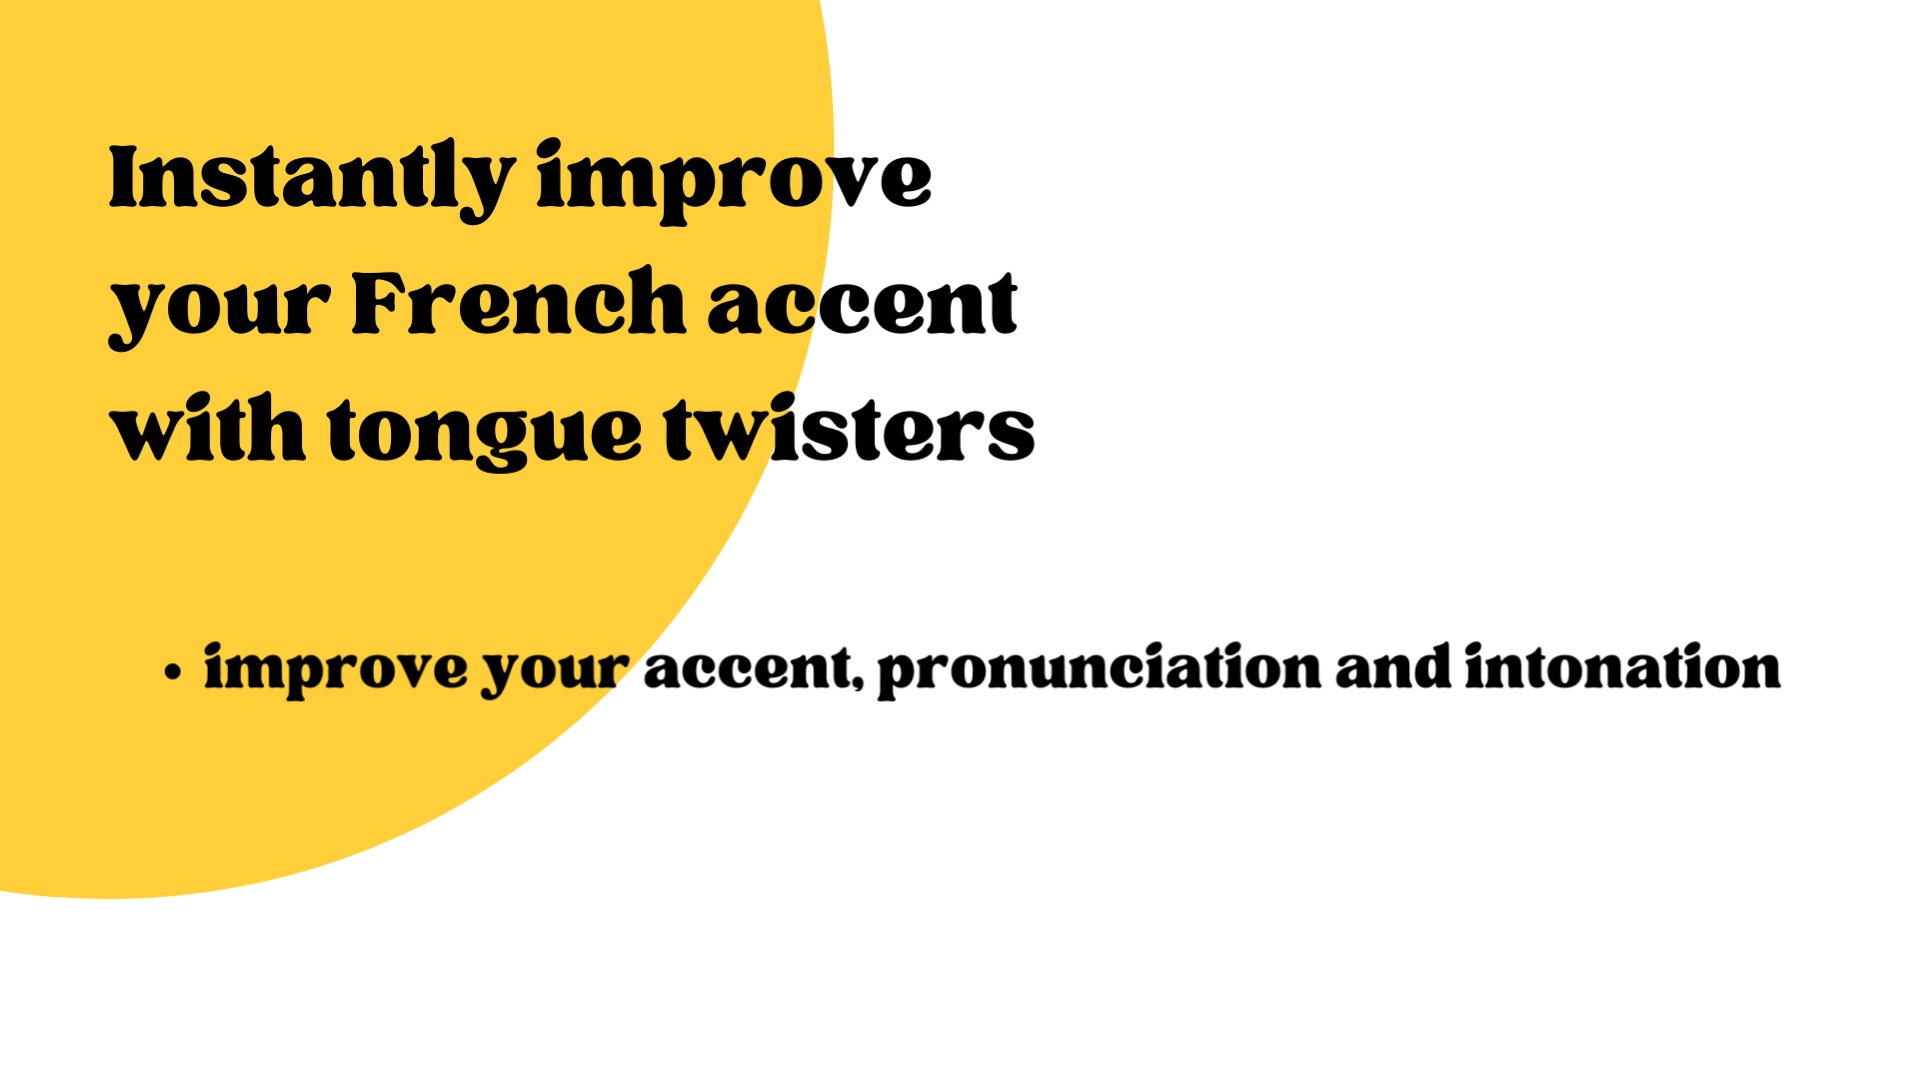 Instantly improve
your French accent
with tongue twisters
• improve your accent, pronunciation and intonation